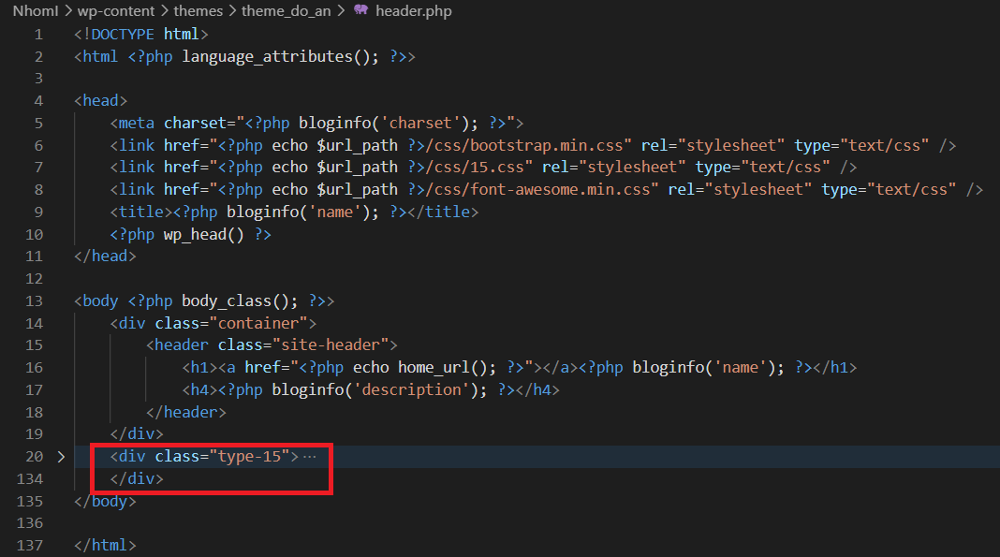 NhomI > wp-content > themes > theme_do_an > header.php
1 <!DOCTYPE html>
2 <html <?php language_attributes(); ?>>
3
4 <head>
5     <meta charset="<?php bloginfo('charset'); ?>">
6     <link href="<?php echo $url_path ?>/css/bootstrap.min.css" rel="stylesheet" type="text/css" />
7     <link href="<?php echo $url_path ?>/css/15.css" rel="stylesheet" type="text/css" />
8     <link href="<?php echo $url_path ?>/css/font-awesome.min.css" rel="stylesheet" type="text/css" />
9     <title><?php bloginfo('name'); ?></title>
10     <?php wp_head() ?>
11 </head>
12
13 <body <?php body_class(); ?>>
14     <div class="container">
15         <header class="site-header">
16             <h1><a href="<?php echo home_url(); ?>"></a><?php bloginfo('name'); ?></h1>
17             <h4><?php bloginfo('description'); ?></h4>
18         </header>
19     </div>
20 >     <div class="type-15">···
134     </div>
135 </body>
136
137 </html>